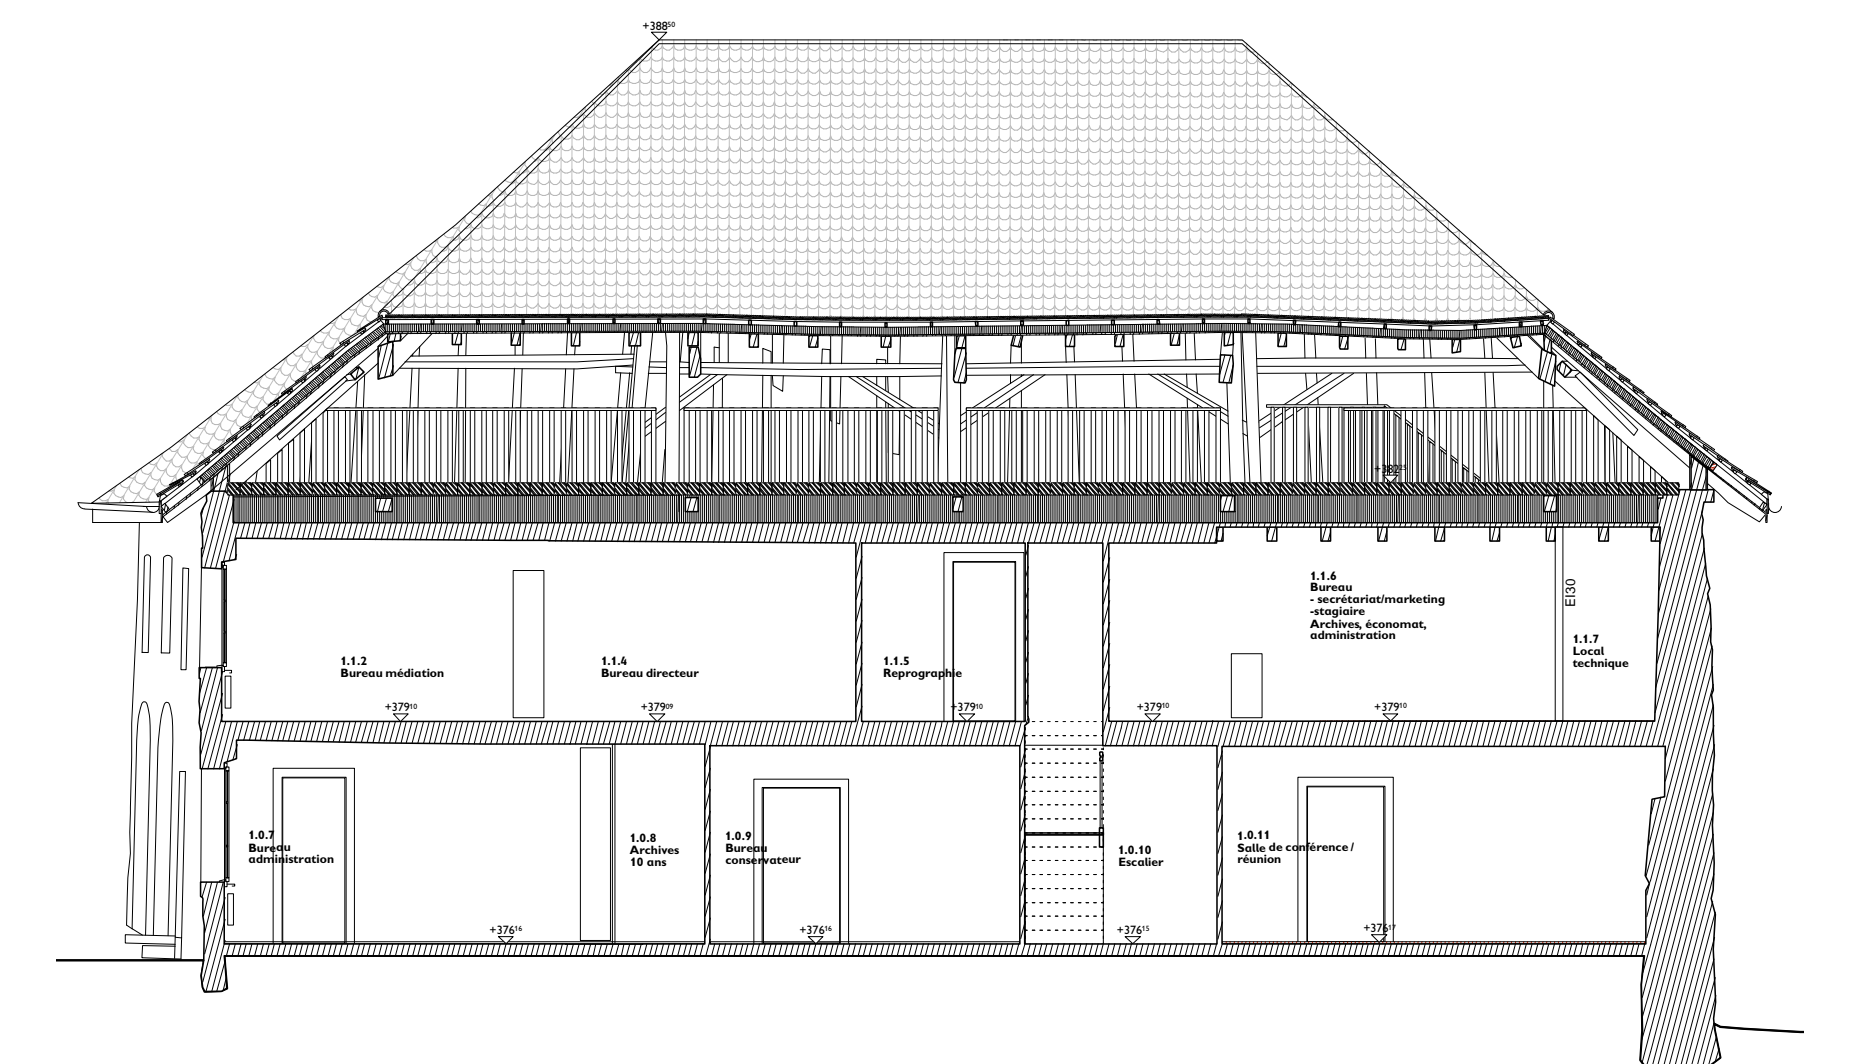 +388⁵⁰
+382²⁵
1.1.6
Bureau
- secrétariat/marketing
-stagiaire
Archives, économat,
administration
EI30
1.1.7
Local
technique
1.1.2
Bureau médiation
1.1.4
Bureau directeur
1.1.5
Reprographie
+379¹⁰
+379⁰⁹
+379¹⁰
+379¹⁰
+379¹⁰
1.0.7
Bureau
administration
1.0.8
Archives
10 ans
1.0.9
Bureau
conservateur
1.0.10
Escalier
1.0.11
Salle de conférence /
réunion
+376¹⁶
+376¹⁶
+376¹⁵
+376¹⁷